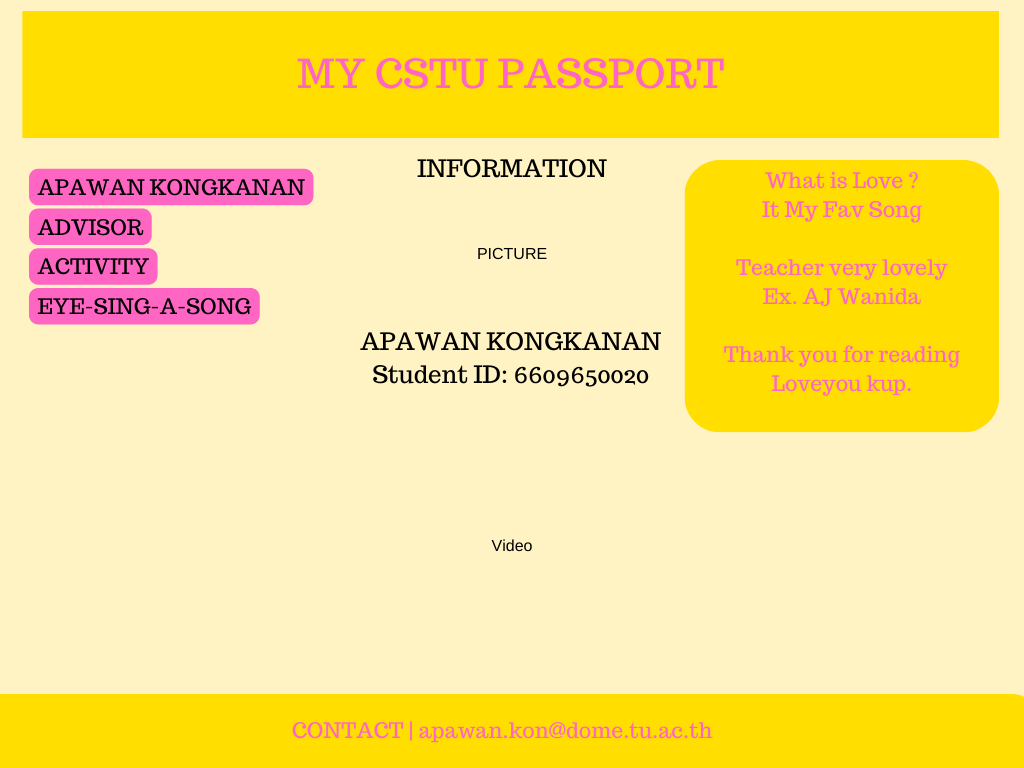 MY CSTU PASSPORT
APAWAN KONGKANAN
ADVISOR
ACTIVITY
EYE-SING-A-SONG
INFORMATION
PICTURE
APAWAN KONGKANAN
Student ID: 6609650020
Video
What is Love ?
It My Fav Song
Teacher very lovely
Ex. AJ Wanida
Thank you for reading
Loveyou kup.
CONTACT | apawan.kon@dome.tu.ac.th